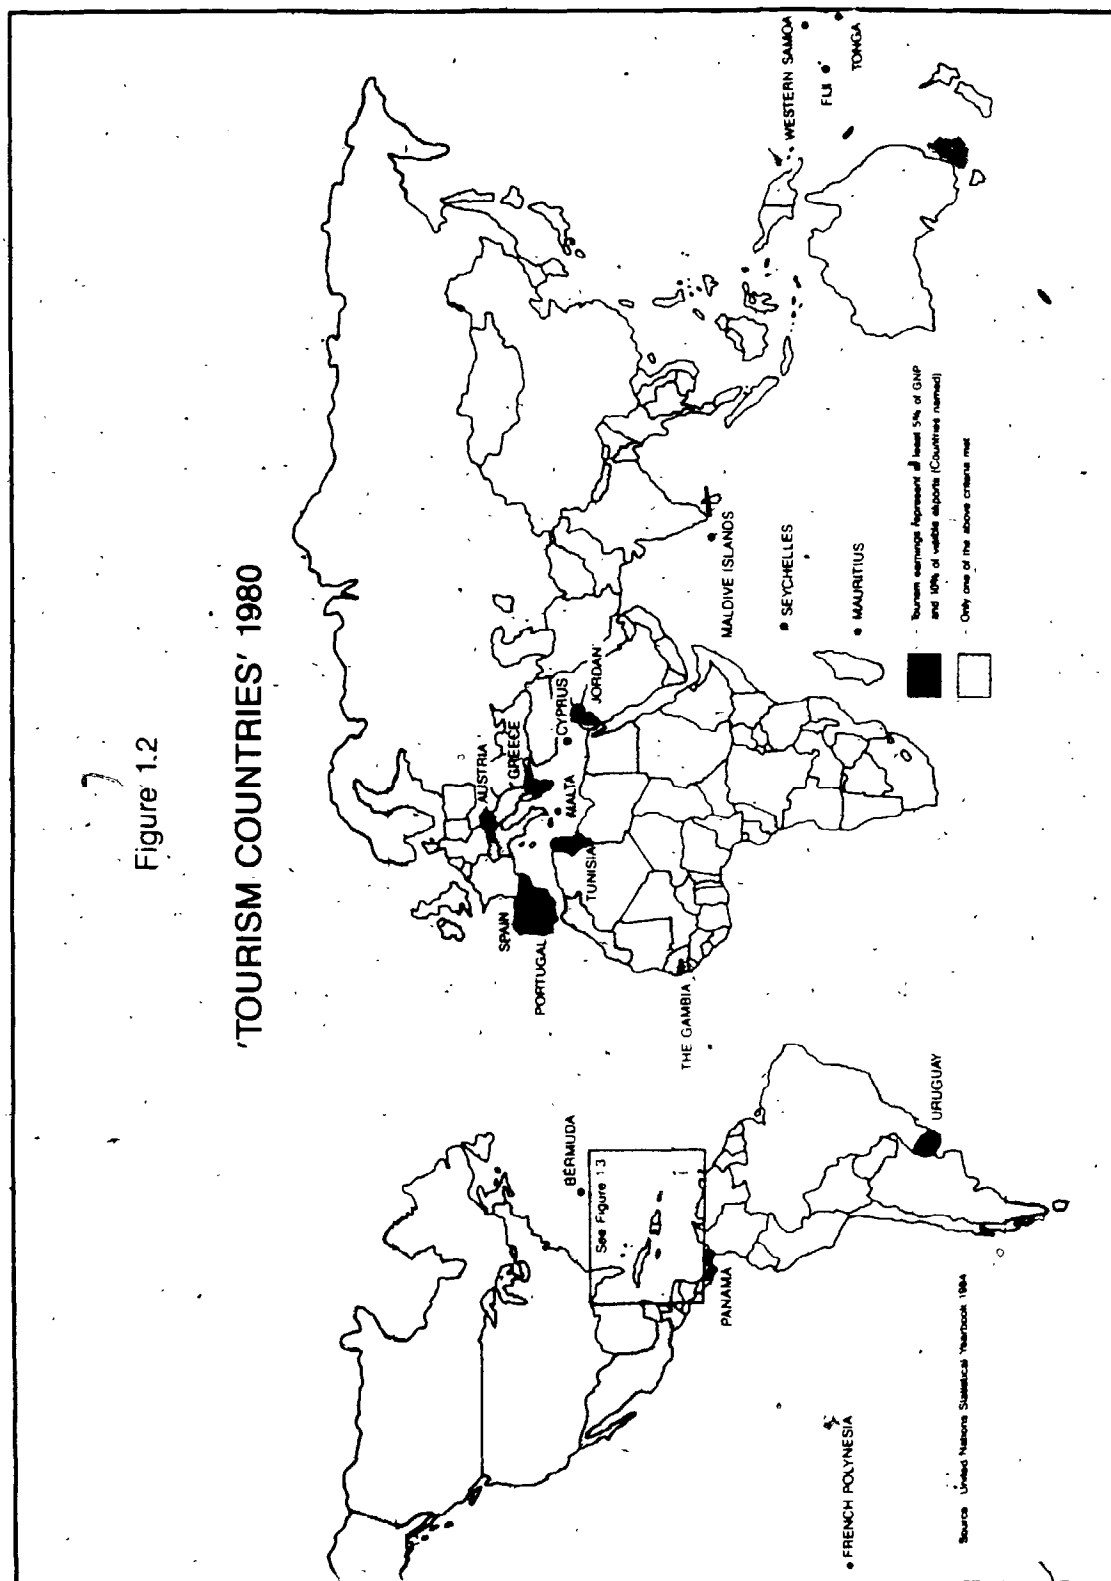 Figure 1.2
'TOURISM COUNTRIES' 1980
SPAIN
PORTUGAL
AUSTRIA
GREECE
MALTA
TUNISIA
CYPRUS
JORDAN
THE GAMBIA
BERMUDA
See Figure 1.3
PANAMA
URUGUAY
FRENCH POLYNESIA
MALDIVE ISLANDS
SEYCHELLES
MAURITIUS
WESTERN SAMOA
FIJI
TONGA
- Tourism earnings represent at least 5% of GNP
and 10% of visible exports (Countries named)
- Only one of the above criteria met
Source United Nations Statistical Yearbook 1984